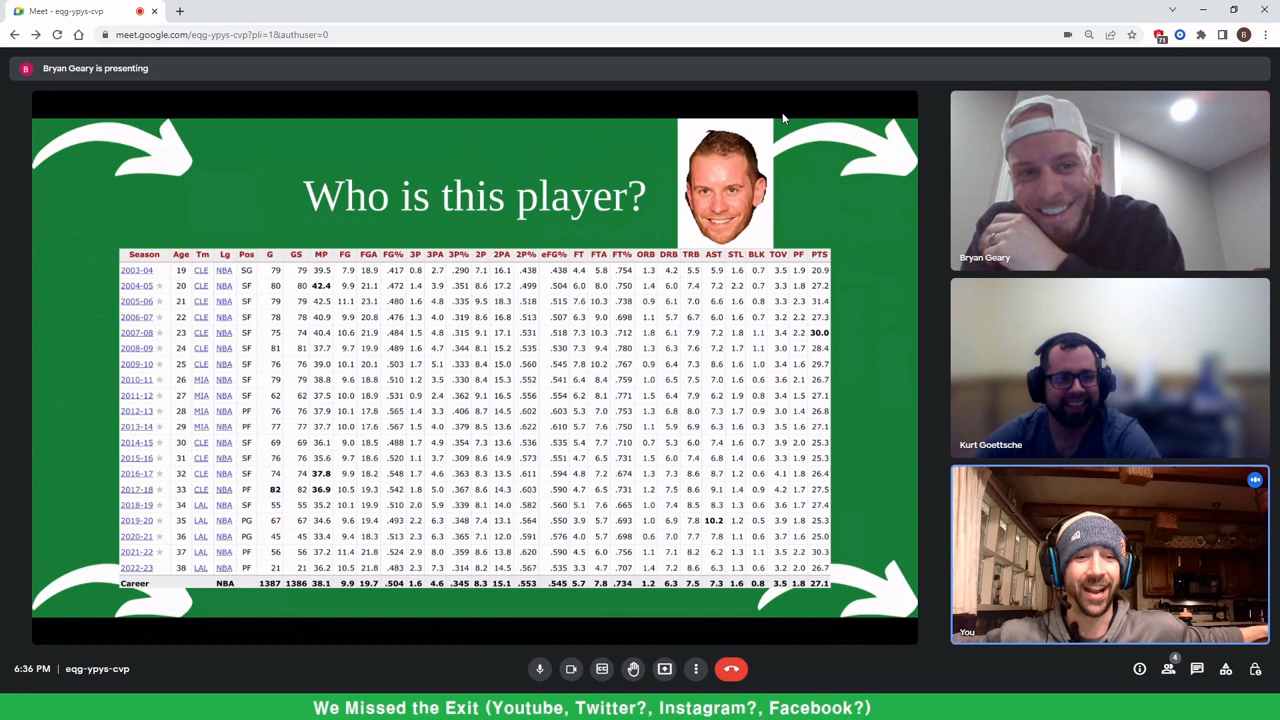 Meet - eqg-ypys-cvp
meet.google.com/eqg-ypys-cvp?pli=1&authuser=0
71
B
B
Bryan Geary is presenting
Who is this player?
Season Age Tm Lg Pos G GS MP FG FGA FG% 3P 3PA 3P% 2P 2PA 2P% eFG% FT FTA FT% ORB DRB TRB AST STL BLK TOV PF PTS
2003-04 19 CLE NBA SG 79 79 39.5 7.9 18.9 .417 0.8 2.7 .290 7.1 16.1 .438 .438 4.4 5.8 .754 1.3 4.2 5.5 5.9 1.6 0.7 3.5 1.9 20.9
2004-05 ★ 20 CLE NBA SF 80 80 42.4 9.9 21.1 .472 1.4 3.9 .351 8.6 17.2 .499 .504 6.0 8.0 .750 1.4 6.0 7.4 7.2 2.2 0.7 3.3 1.8 27.2
2005-06 ★ 21 CLE NBA SF 79 79 42.5 11.1 23.1 .480 1.6 4.8 .335 9.5 18.3 .518 .515 7.6 10.3 .738 0.9 6.1 7.0 6.6 1.6 0.8 3.3 2.3 31.4
2006-07 ★ 22 CLE NBA SF 78 78 40.9 9.9 20.8 .476 1.3 4.0 .319 8.6 16.8 .513 .507 6.3 9.0 .698 1.1 5.7 6.7 6.0 1.6 0.7 3.2 2.2 27.3
2007-08 ★ 23 CLE NBA SF 75 74 40.4 10.6 21.9 .484 1.5 4.8 .315 9.1 17.1 .531 .518 7.3 10.3 .712 1.8 6.1 7.9 7.2 1.8 1.1 3.4 2.2 30.0
2008-09 ★ 24 CLE NBA SF 81 81 37.7 9.7 19.9 .489 1.6 4.7 .344 8.1 15.2 .535 .530 7.3 9.4 .780 1.3 6.3 7.6 7.2 1.7 1.1 3.0 1.7 28.4
2009-10 ★ 25 CLE NBA SF 76 76 39.0 10.1 20.1 .503 1.7 5.1 .333 8.4 15.0 .560 .545 7.8 10.2 .767 0.9 6.4 7.3 8.6 1.6 1.0 3.4 1.6 29.7
2010-11 ★ 26 MIA NBA SF 79 79 38.8 9.6 18.8 .510 1.2 3.5 .330 8.4 15.3 .552 .541 6.4 8.4 .759 1.0 6.5 7.5 7.0 1.6 0.6 3.6 2.1 26.7
2011-12 ★ 27 MIA NBA SF 62 62 37.5 10.0 18.9 .531 0.9 2.4 .362 9.1 16.5 .556 .554 6.2 8.1 .771 1.5 6.4 7.9 6.2 1.9 0.8 3.4 1.5 27.1
2012-13 ★ 28 MIA NBA PF 76 76 37.9 10.1 17.8 .565 1.4 3.3 .406 8.7 14.5 .602 .603 5.3 7.0 .753 1.3 6.8 8.0 7.3 1.7 0.9 3.0 1.4 26.8
2013-14 ★ 29 MIA NBA PF 77 77 37.7 10.0 17.6 .567 1.5 4.0 .379 8.5 13.6 .622 .610 5.7 7.6 .750 1.1 5.9 6.9 6.3 1.6 0.3 3.5 1.6 27.1
2014-15 ★ 30 CLE NBA SF 69 69 36.1 9.0 18.5 .488 1.7 4.9 .354 7.3 13.6 .536 .535 5.4 7.7 .710 0.7 5.3 6.0 7.4 1.6 0.7 3.9 2.0 25.3
2015-16 ★ 31 CLE NBA SF 76 76 35.6 9.7 18.6 .520 1.1 3.7 .309 8.6 14.9 .573 .551 4.7 6.5 .731 1.5 6.0 7.4 6.8 1.4 0.6 3.3 1.9 25.3
2016-17 ★ 32 CLE NBA SF 74 74 37.8 9.9 18.2 .548 1.7 4.6 .363 8.3 13.5 .611 .594 4.8 7.2 .674 1.3 7.3 8.6 8.7 1.2 0.6 4.1 1.8 26.4
2017-18 ★ 33 CLE NBA PF 82 82 36.9 10.5 19.3 .542 1.8 5.0 .367 8.6 14.3 .603 .590 4.7 6.5 .731 1.2 7.5 8.6 9.1 1.4 0.9 4.2 1.7 27.5
2018-19 ★ 34 LAL NBA SF 55 55 35.2 10.1 19.9 .510 2.0 5.9 .339 8.1 14.0 .582 .560 5.1 7.6 .665 1.0 7.4 8.5 8.3 1.3 0.6 3.6 1.7 27.4
2019-20 ★ 35 LAL NBA PG 67 67 34.6 9.6 19.4 .493 2.2 6.3 .348 7.4 13.1 .564 .550 3.9 5.7 .693 1.0 6.9 7.8 10.2 1.2 0.5 3.9 1.8 25.3
2020-21 ★ 36 LAL NBA PG 45 45 33.4 9.4 18.3 .513 2.3 6.3 .365 7.0 12.0 .591 .576 4.0 5.7 .698 0.6 7.0 7.7 7.8 1.1 0.6 3.7 1.6 25.0
2021-22 ★ 37 LAL NBA PF 56 56 37.2 11.4 21.8 .524 2.9 8.0 .359 8.6 13.8 .620 .590 4.5 6.0 .756 1.1 7.1 8.2 6.2 1.3 1.1 3.5 2.2 30.3
2022-23 38 LAL NBA PF 21 21 36.2 10.5 21.8 .483 2.3 7.3 .314 8.2 14.5 .567 .535 3.3 4.7 .707 1.4 7.2 8.6 6.3 1.1 0.6 3.2 2.0 26.7
Career NBA 1387 1386 38.1 9.9 19.7 .504 1.6 4.6 .345 8.3 15.1 .553 .545 5.7 7.8 .734 1.2 6.3 7.5 7.3 1.6 0.8 3.5 1.8 27.1
Bryan Geary
Kurt Goettsche
You
6:36 PM | eqg-ypys-cvp
CC
4
We Missed the Exit (Youtube, Twitter?, Instagram?, Facebook?)